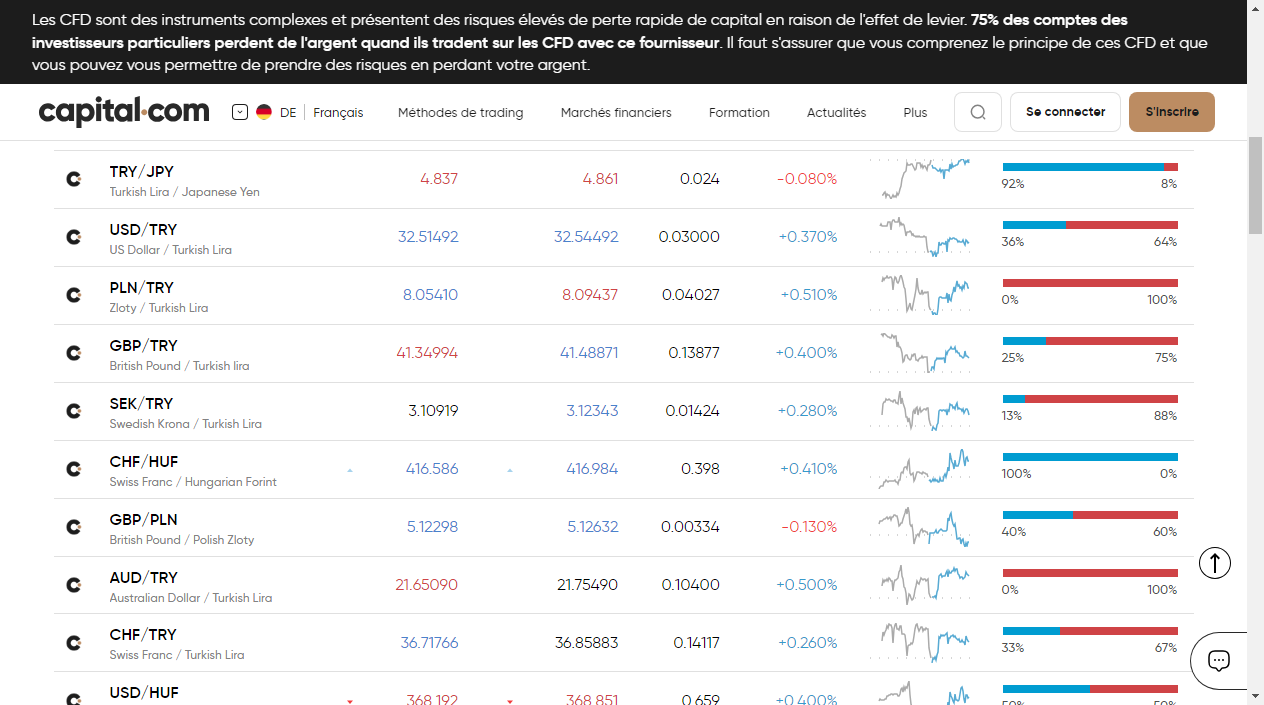 Les CFD sont des instruments complexes et présentent des risques élevés de perte rapide de capital en raison de l'effet de levier. 75% des comptes des
investisseurs particuliers perdent de l'argent quand ils tradent sur les CFD avec ce fournisseur. Il faut s'assurer que vous comprenez le principe de ces CFD et que
vous pouvez vous permettre de prendre des risques en perdant votre argent.
capital.com DE Français Méthodes de trading Marchés financiers Formation Actualités Plus Se connecter S'inscrire
TRY/JPY 4.837 4.861 0.024 -0.080%
Turkish Lira / Japanese Yen 92% 8%
USD/TRY 32.51492 32.54492 0.03000 +0.370%
US Dollar / Turkish Lira 36% 64%
PLN/TRY 8.05410 8.09437 0.04027 +0.510%
Zloty / Turkish Lira 0% 100%
GBP/TRY 41.34994 41.48871 0.13877 +0.400%
British Pound / Turkish lira 25% 75%
SEK/TRY 3.10919 3.12343 0.01424 +0.280%
Swedish Krona / Turkish Lira 13% 88%
CHF/HUF 416.586 416.984 0.398 +0.410%
Swiss Franc / Hungarian Forint 100% 0%
GBP/PLN 5.12298 5.12632 0.00334 -0.130%
British Pound / Polish Zloty 40% 60%
AUD/TRY 21.65090 21.75490 0.10400 +0.500%
Australian Dollar / Turkish Lira 0% 100%
CHF/TRY 36.71766 36.85883 0.14117 +0.260%
Swiss Franc / Turkish Lira 33% 67%
USD/HUF 368.192 368.851 0.659 +0.400%
50% 50%